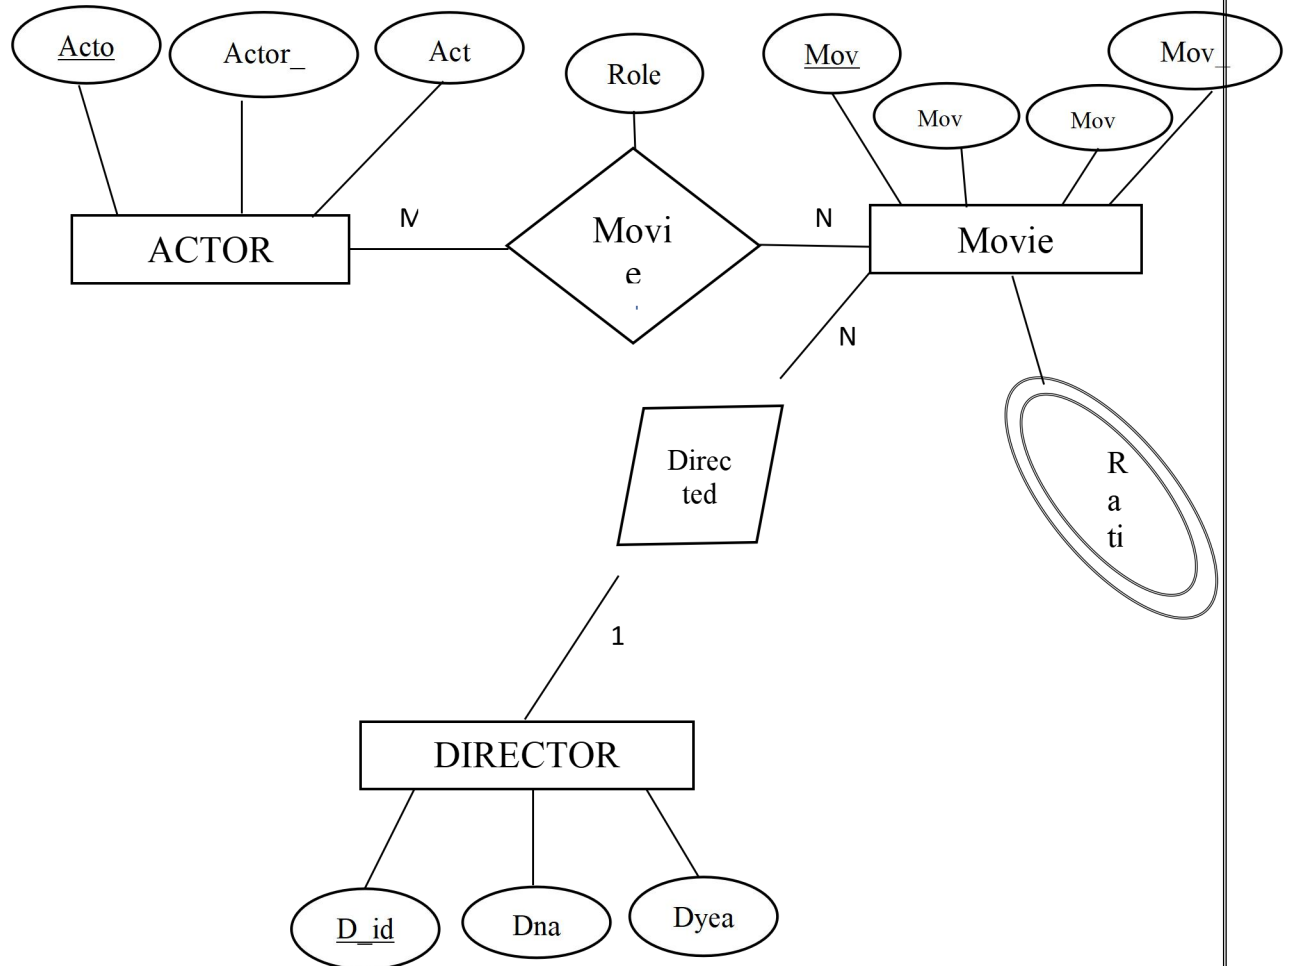 Acto
Actor_
Act
Role
Mov
Mov
Mov
Mov_
ACTOR
M
Movi
e
N
Movie
N
Direc
ted
R
a
ti
1
DIRECTOR
D_id
Dna
Dyea